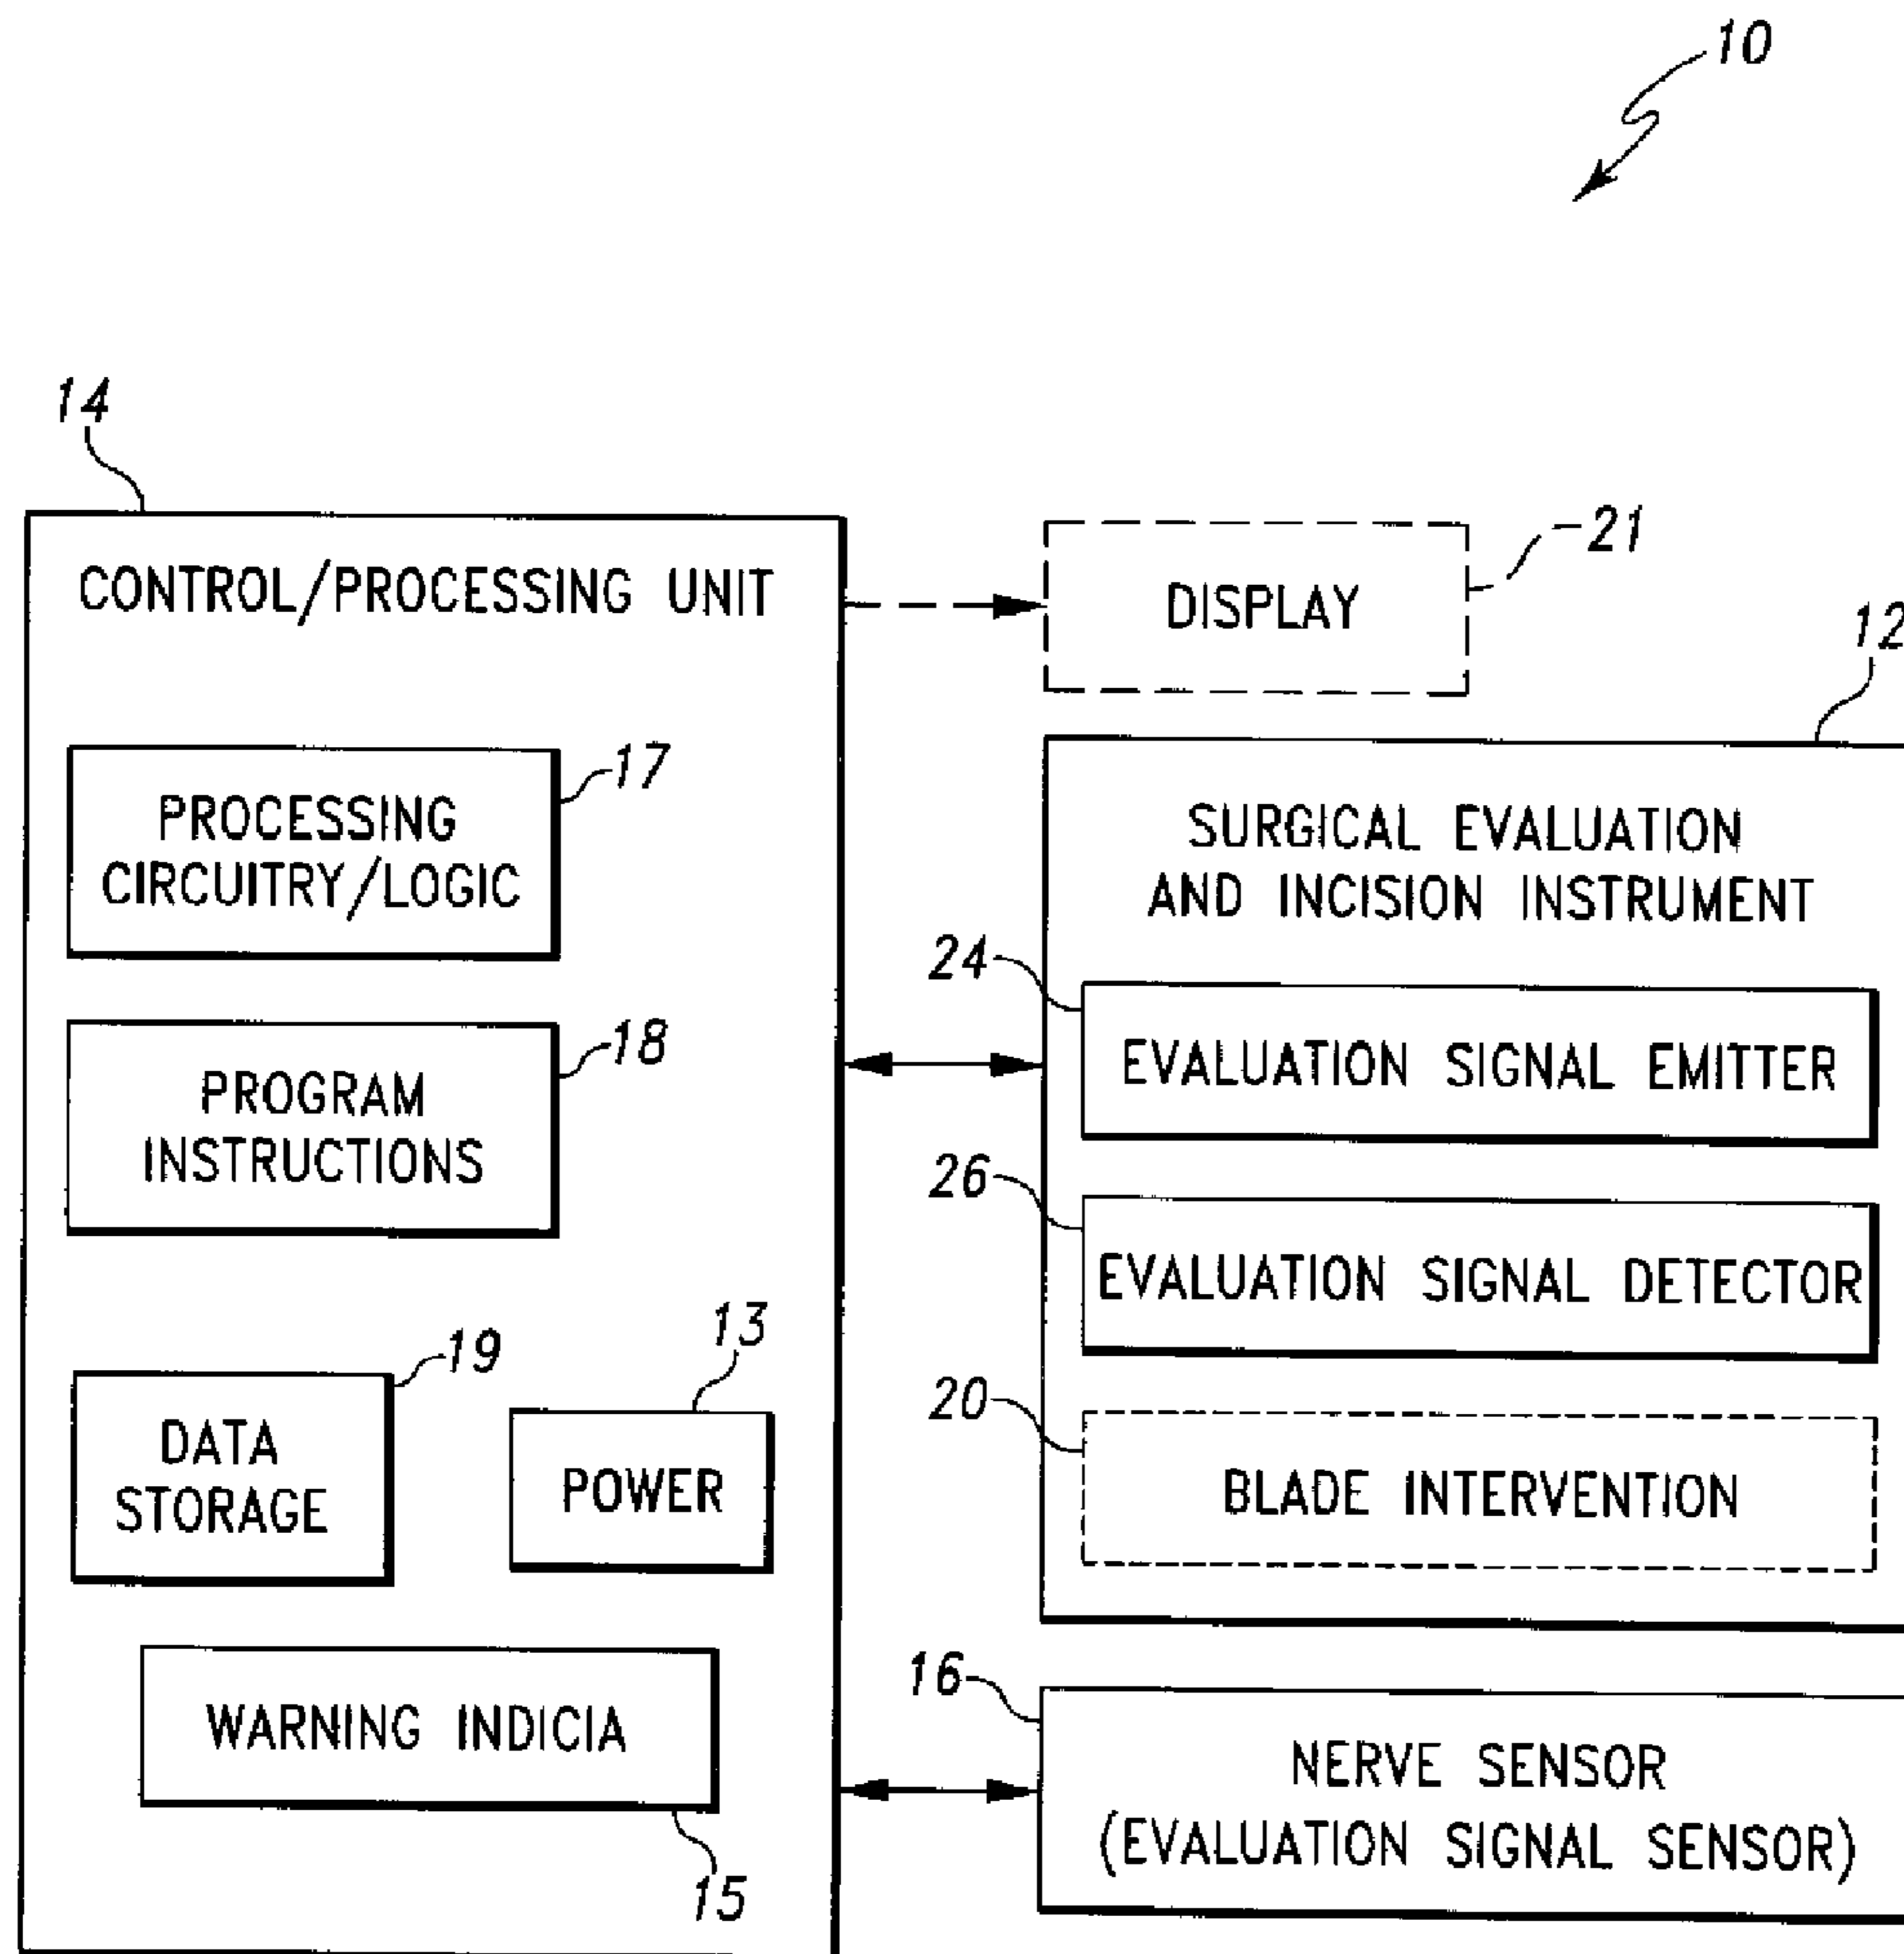 10
14
CONTROL/PROCESSING UNIT
21
DISPLAY
12
17
PROCESSING
CIRCUITRY/LOGIC
SURGICAL EVALUATION
AND INCISION INSTRUMENT
24
EVALUATION SIGNAL EMITTER
18
PROGRAM
INSTRUCTIONS
26
EVALUATION SIGNAL DETECTOR
19
DATA
STORAGE
13
POWER
20
BLADE INTERVENTION
WARNING INDICIA
15
16
NERVE SENSOR
(EVALUATION SIGNAL SENSOR)